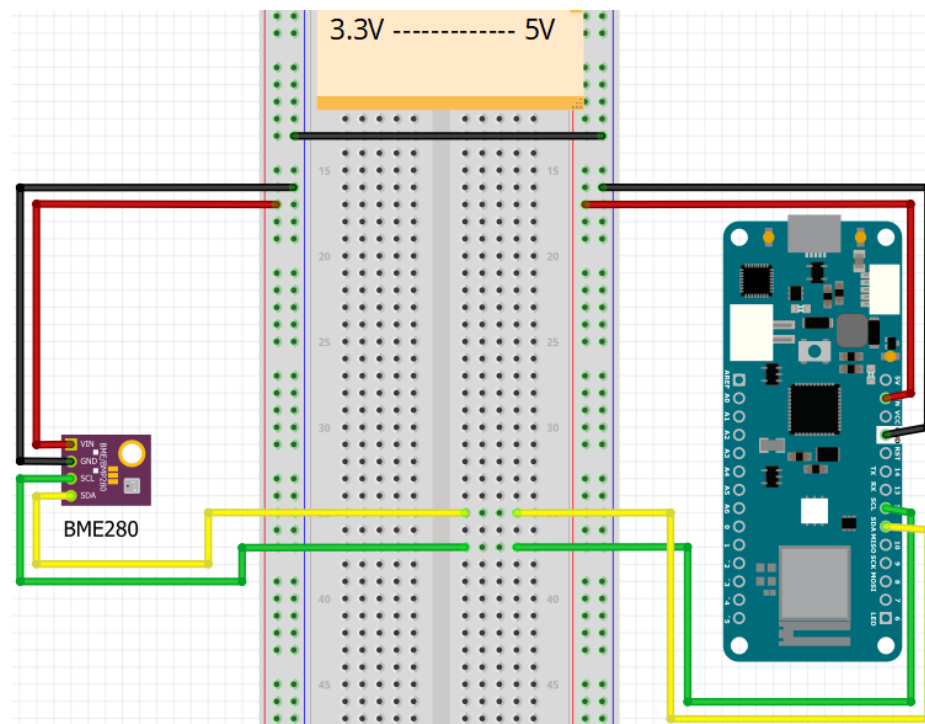 3.3V ------------- 5V
15 15
20 20
25 25
30 30
40 40
45 45
VIN
GND
SCL
SDA
BME/BMP280
BME280
AREF
A0
A1
A2
A3
A4
A5
A6
0
1
~2
~3
~4
~5
5V
VCC
RST
14
13
TX
RX
SCL
SDA
MISO
SCK
MOSI
10
9
8
7
6
LED